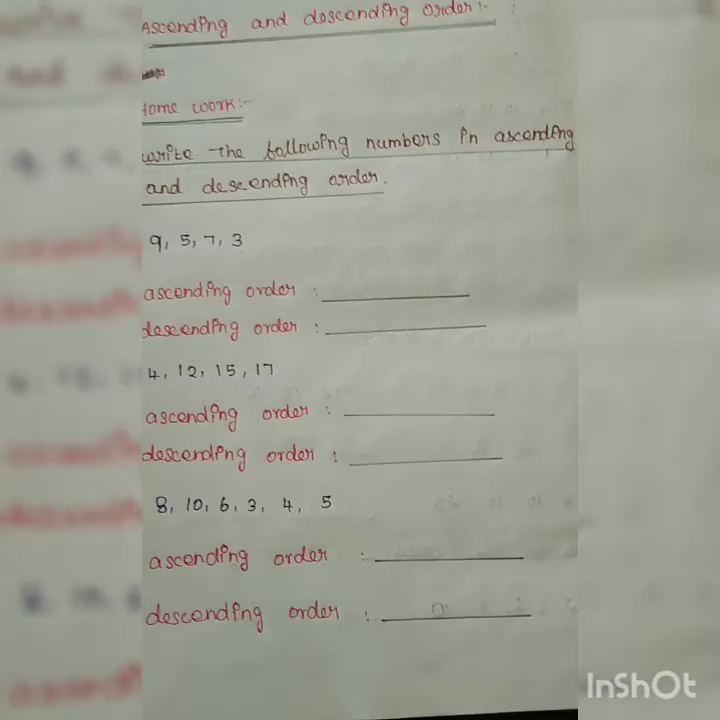 Ascending and descending order:-
Home work:-
write the following numbers in ascending
and descending order.
9, 5, 7, 3
ascending order :
descending order :
4, 12, 15, 17
ascending order :
descending order :
8, 10, 6, 3, 4, 5
ascending order :
descending order :
InShOt